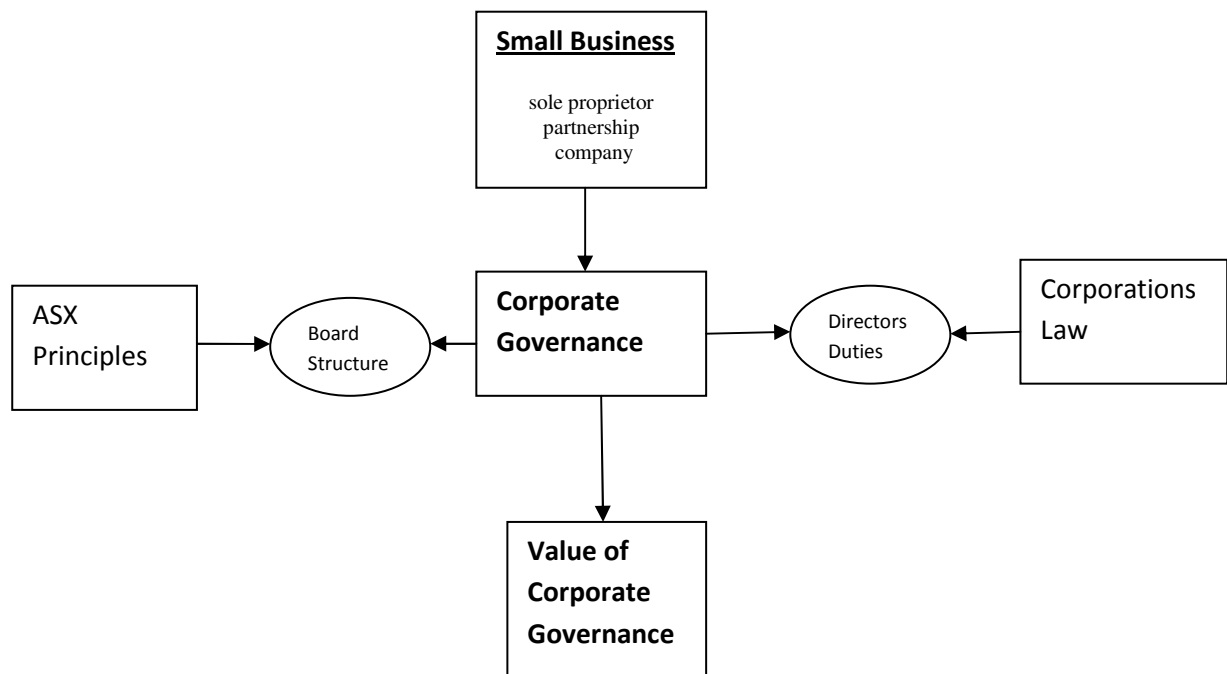 Small Business
sole proprietor
partnership
company
ASX
Principles
Board
Structure
Corporate
Governance
Directors
Duties
Corporations
Law
Value of
Corporate
Governance